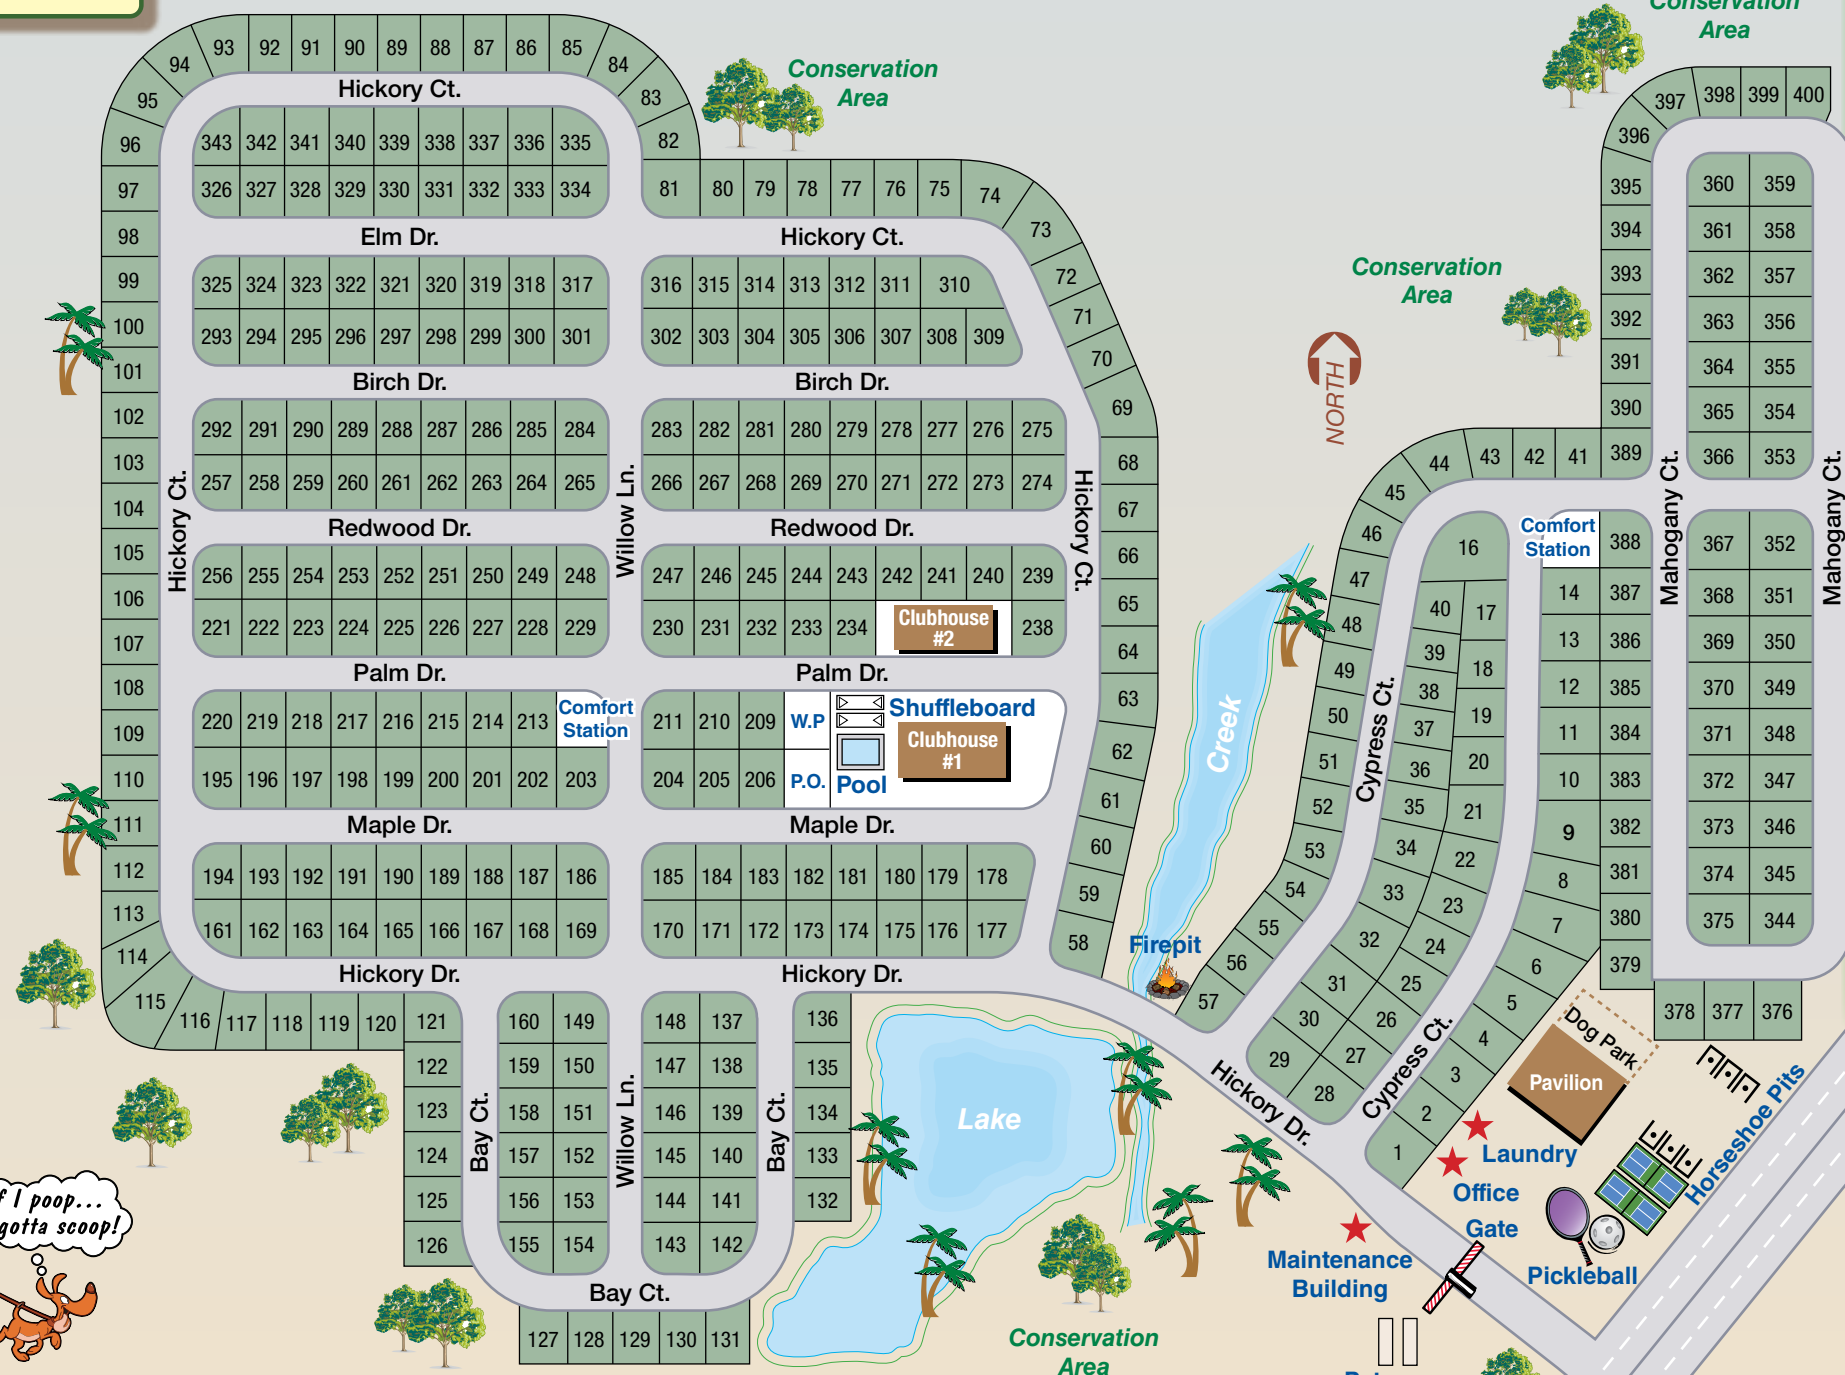 Conservation
Area
93 92 91 90 89 88 87 86 85
94 84
95 83
96 82
Hickory Ct.
Conservation
Area
397 398 399 400
396
343 342 341 340 339 338 337 336 335
326 327 328 329 330 331 332 333 334
97 81 80 79 78 77 76 75 74
395 360 359
98 Elm Dr. Hickory Ct. 73
394 361 358
99 325 324 323 322 321 320 319 318 317
316 315 314 313 312 311 310 72
Conservation
Area
393 362 357
100 293 294 295 296 297 298 299 300 301
302 303 304 305 306 307 308 309 71
392 363 356
101 Birch Dr. Birch Dr. 70
391 364 355
NORTH
102 292 291 290 289 288 287 286 285 284
283 282 281 280 279 278 277 276 275 69
390 365 354
103 257 258 259 260 261 262 263 264 265
266 267 268 269 270 271 272 273 274 68
45 44 43 42 41 389 366 353
Hickory Ct.
Willow Ln.
Hickory Ct.
Mahogany Ct.
Mahogany Ct.
104 Redwood Dr. Redwood Dr. 67
46 16
Comfort
Station
388 367 352
105 256 255 254 253 252 251 250 249 248
247 246 245 244 243 242 241 240 239 66
106 47 40 17 14 387 368 351
107 221 222 223 224 225 226 227 228 229
230 231 232 233 234
Clubhouse
#2
238 65
48 39 18 13 386 369 350
108 Palm Dr. Palm Dr. 64
49 38 12 385 370 349
109 220 219 218 217 216 215 214 213
Comfort
Station
211 210 209 W.P
Shuffleboard
Clubhouse
#1
63
Creek
50 37 19 11 384 371 348
Cypress Ct.
110 195 196 197 198 199 200 201 202 203
204 205 206 P.O.
Pool
62 61
51 36 20 10 383 372 347
111 Maple Dr. Maple Dr. 60
52 35 21 9 382 373 346
112 194 193 192 191 190 189 188 187 186
185 184 183 182 181 180 179 178 59
53 34 22 8 381 374 345
113 161 162 163 164 165 166 167 168 169
170 171 172 173 174 175 176 177 58
54 33 23 7 380 375 344
114 Hickory Dr. Hickory Dr.
Firepit
55 32 24 6 379
56 31 25 5 378 377 376
57 30 26 4
115 116 117 118 119 120 121
160 149 148 137 136
29 27 3
Dog Park
Pavilion
122 159 150 147 138 135
28 2
Cypress Ct.
Hickory Dr.
123 158 151 146 139 134
Bay Ct.
Willow Ln.
Bay Ct.
Lake
1
Laundry
Horseshoe Pits
124 157 152 145 140 133
Office
125 156 153 144 141 132
Gate
126 155 154 143 142
Maintenance
Building
Pickleball
Bay Ct.
127 128 129 130 131
Conservation
Area
f I poop...
gotta scoop!